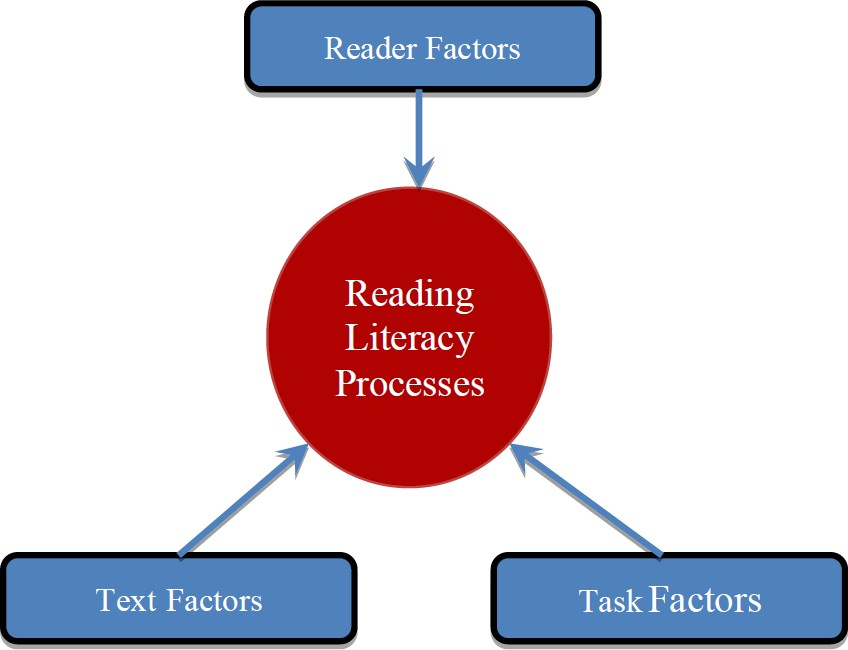 Reader Factors
Reading
Literacy
Processes
Text Factors
Task Factors